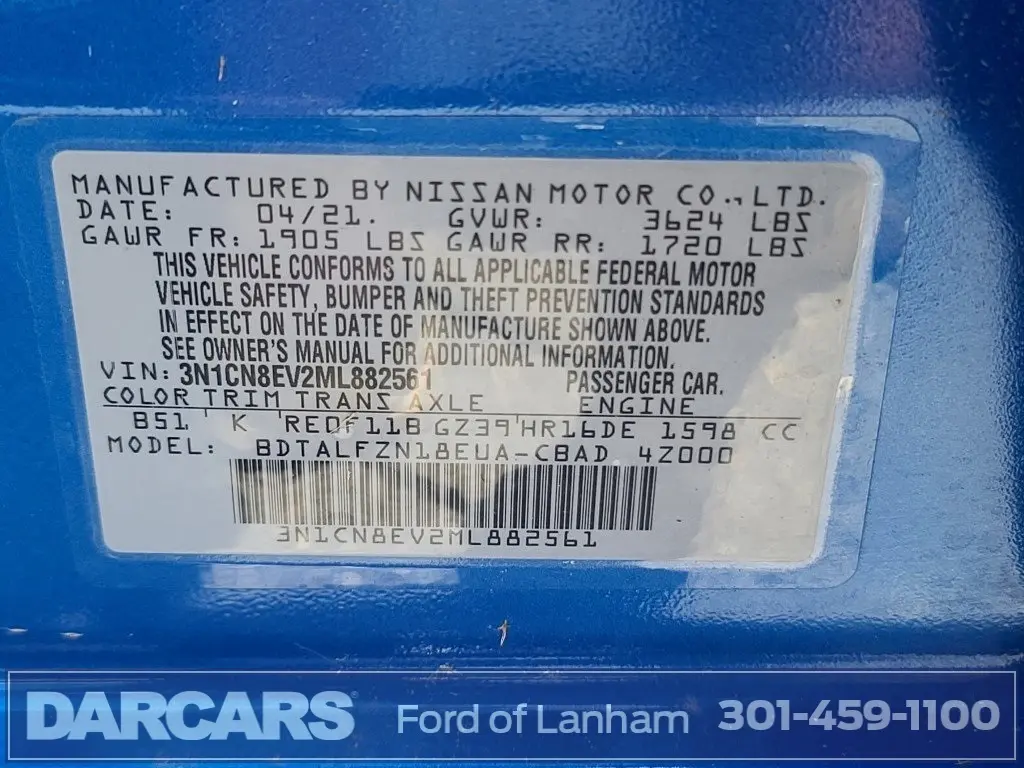 MANUFACTURED BY NISSAN MOTOR CO., LTD.
DATE: 04/21. GVWR: 3624 LBS
GAWR FR: 1905 LBS GAWR RR: 1720 LBS
THIS VEHICLE CONFORMS TO ALL APPLICABLE FEDERAL MOTOR
VEHICLE SAFETY, BUMPER AND THEFT PREVENTION STANDARDS
IN EFFECT ON THE DATE OF MANUFACTURE SHOWN ABOVE.
SEE OWNER'S MANUAL FOR ADDITIONAL INFORMATION.
VIN: 3N1CN8EV2ML882561 PASSENGER CAR.
COLOR TRIM TRANS AXLE ENGINE
B51 K RE0F11B GZ39 HR16DE 1598 CC
MODEL: BDTALFZN18EUA-CBAD 4Z000
3N1CN8EV2ML882561
DARCARS Ford of Lanham 301-459-1100